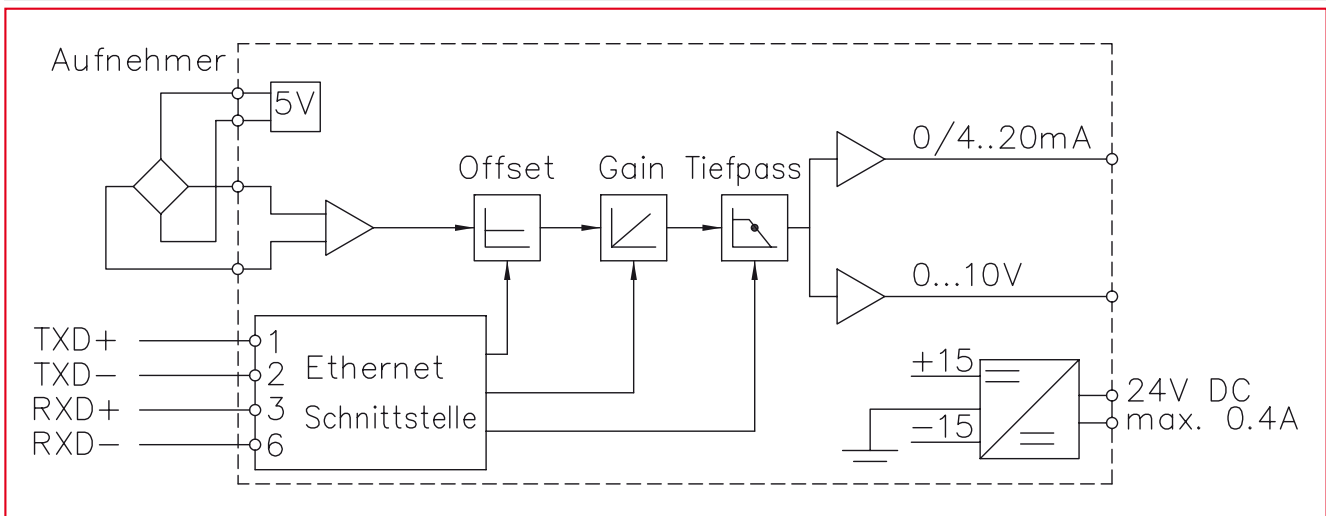 Aufnehmer
5V
Offset
Gain
Tiefpass
0/4..20mA
0...10V
TXD+
TXD-
RXD+
RXD-
1
2
3
6
Ethernet
Schnittstelle
+15
-15
24V DC
max. 0.4A